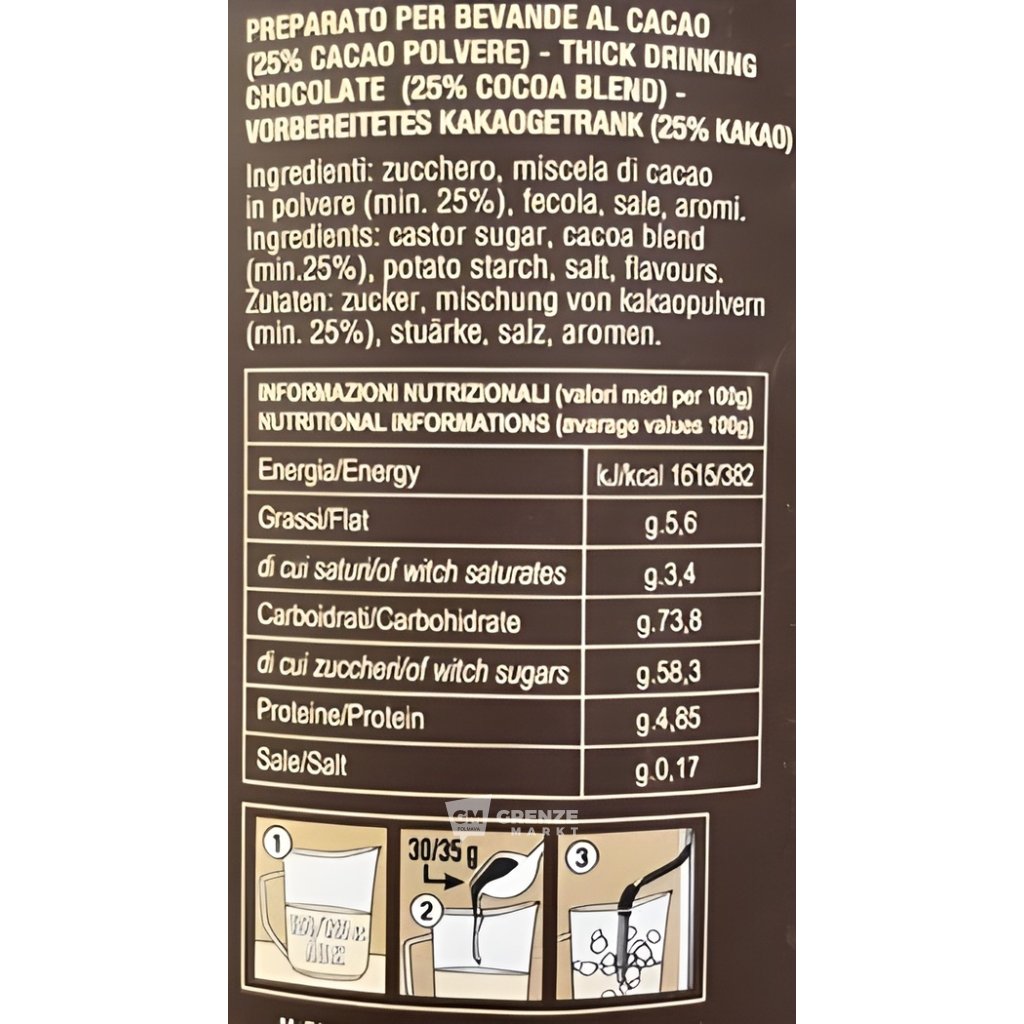 PREPARATO PER BEVANDE AL CACAO
(25% CACAO POLVERE) - THICK DRINKING
CHOCOLATE (25% COCOA BLEND) -
VORBEREITETES KAKAOGETRANK (25% KAKAO)
Ingredienti: zucchero, miscela di cacao
in polvere (min. 25%), fecola, sale, aromi.
Ingredients: castor sugar, cocoa blend
(min.25%), potato starch, salt, flavours.
Zutaten: zucker, mischung von kakaopulvern
(min. 25%), stuärke, salz, aromen.
INFORMAZIONI NUTRIZIONALI (valori medi per 100g)
NUTRITIONAL INFORMATIONS (avarage values 100g)
Energia/Energy kJ/kcal 1615/382
Grassi/Flat g.5,6
di cui saturi/of witch saturates g.3,4
Carboidrati/Carbohidrate g.73,8
di cui zuccheri/of witch sugars g.58,3
Proteine/Protein g.4,85
Sale/Salt g.0,17
GM GRENZE
MARKT
1
30/35 g
2
3